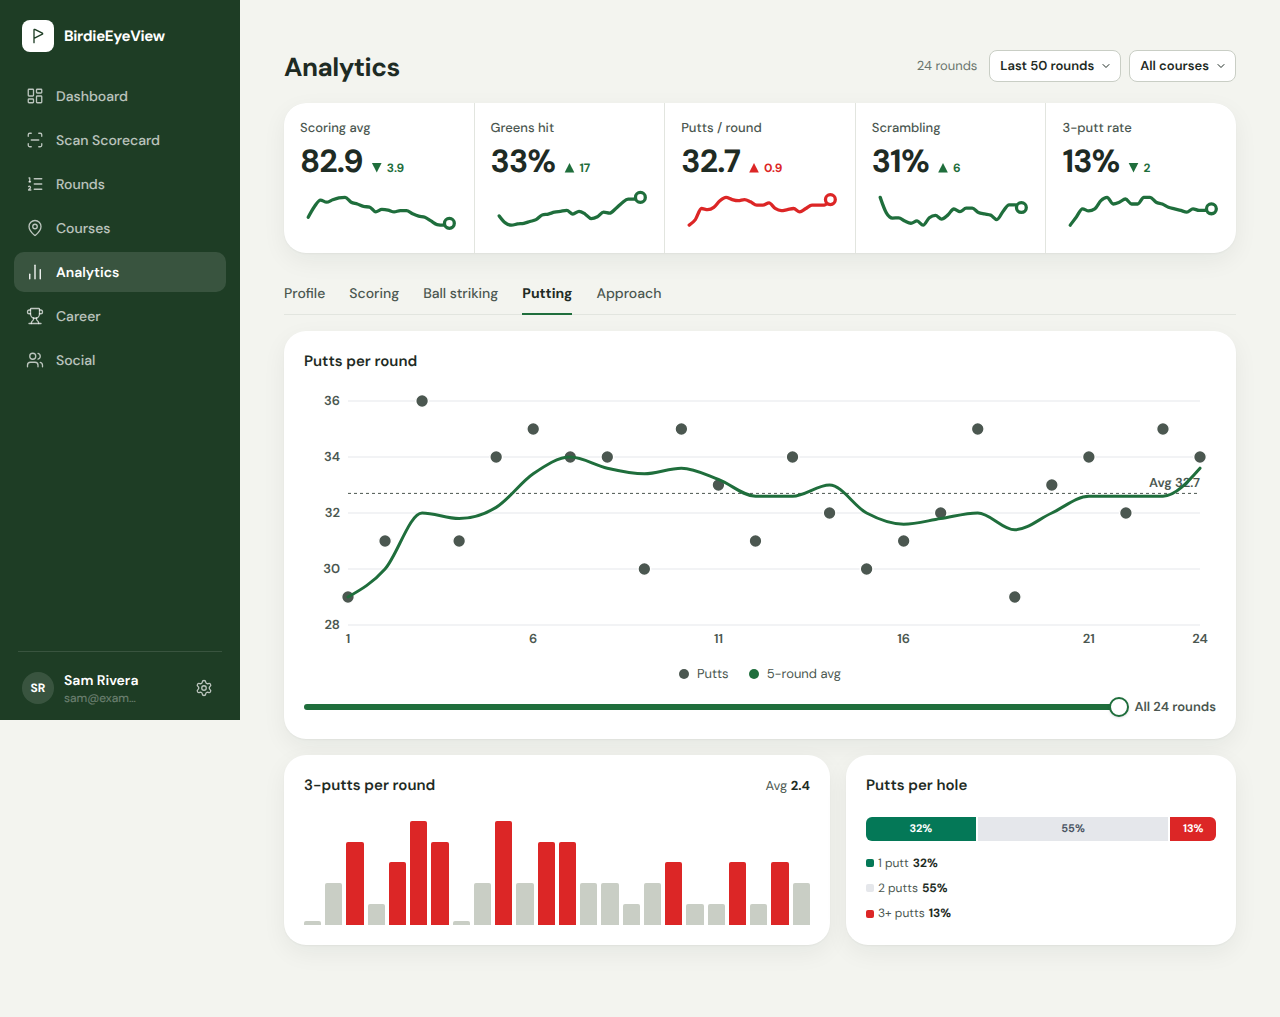 BirdieEyeView
Dashboard
Scan Scorecard
Rounds
Courses
Analytics
Career
Social
SR
Sam Rivera
sam@exam...
Analytics
24 rounds
Last 50 rounds
All courses
Scoring avg
82.9 ▼ 3.9
Greens hit
33% ▲ 17
Putts / round
32.7 ▲ 0.9
Scrambling
31% ▲ 6
3-putt rate
13% ▼ 2
Profile
Scoring
Ball striking
Putting
Approach
Putts per round
36
34
32
30
28
Avg 32.7
1
6
11
16
21
24
Putts
5-round avg
All 24 rounds
3-putts per round
Avg 2.4
Putts per hole
32%
55%
13%
1 putt 32%
2 putts 55%
3+ putts 13%